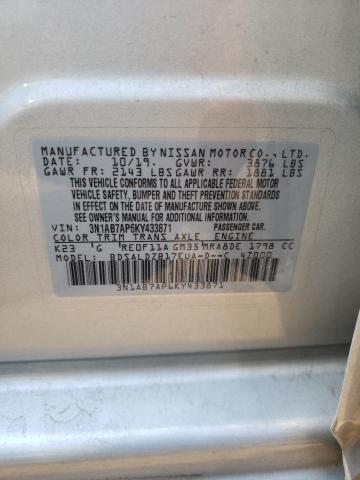 MANUFACTURED BY NISSAN MOTOR CO., LTD.
DATE: 10/19. GVWR: 3876 LBS
GAWR FR: 2143 LBS GAWR RR: 1881 LBS
THIS VEHICLE CONFORMS TO ALL APPLICABLE FEDERAL MOTOR
VEHICLE SAFETY, BUMPER AND THEFT PREVENTION STANDARDS
IN EFFECT ON THE DATE OF MANUFACTURE SHOWN ABOVE.
SEE OWNER'S MANUAL FOR ADDITIONAL INFORMATION.
VIN: 3N1AB7AP6KY433871 PASSENGER CAR.
COLOR TRIM TRANS AXLE ENGINE
K23 'G 'RE0F11A GM35'MRA8DE 1798 CC
MODEL: BDSALDZB17EUA-D--C 47000
3N1AB7AP6KY433871